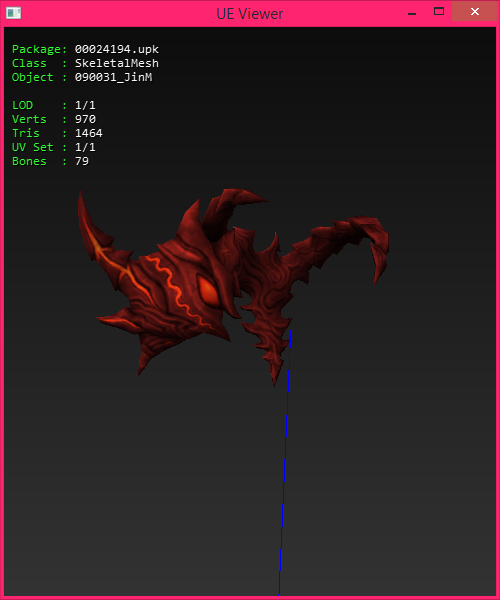 UE Viewer
Package: 00024194.upk
Class  : SkeletalMesh
Object : 090031_JinM
LOD    : 1/1
Verts  : 970
Tris   : 1464
UV Set : 1/1
Bones  : 79